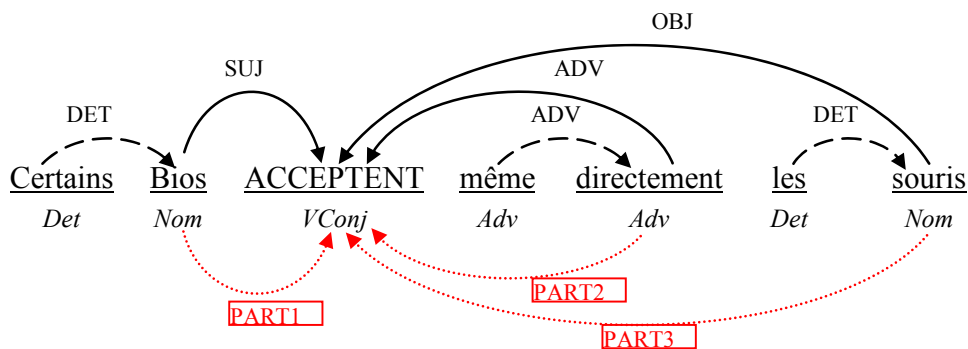 OBJ
SUJ ADV
DET ADV DET
Certains Bios ACCEPTENT même directement les souris
Det Nom VConj Adv Adv Det Nom
PART2
PART1
PART3